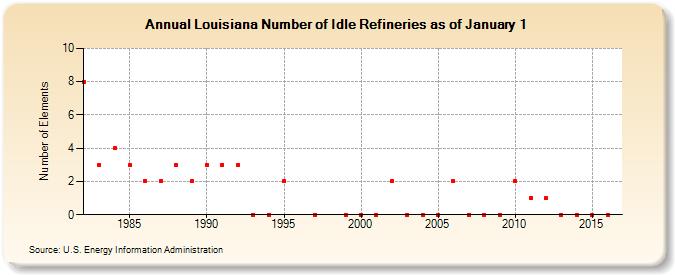 Annual Louisiana Number of Idle Refineries as of January 1
Number of Elements
10
8
6
4
2
0
1985 1990 1995 2000 2005 2010 2015
Source: U.S. Energy Information Administration